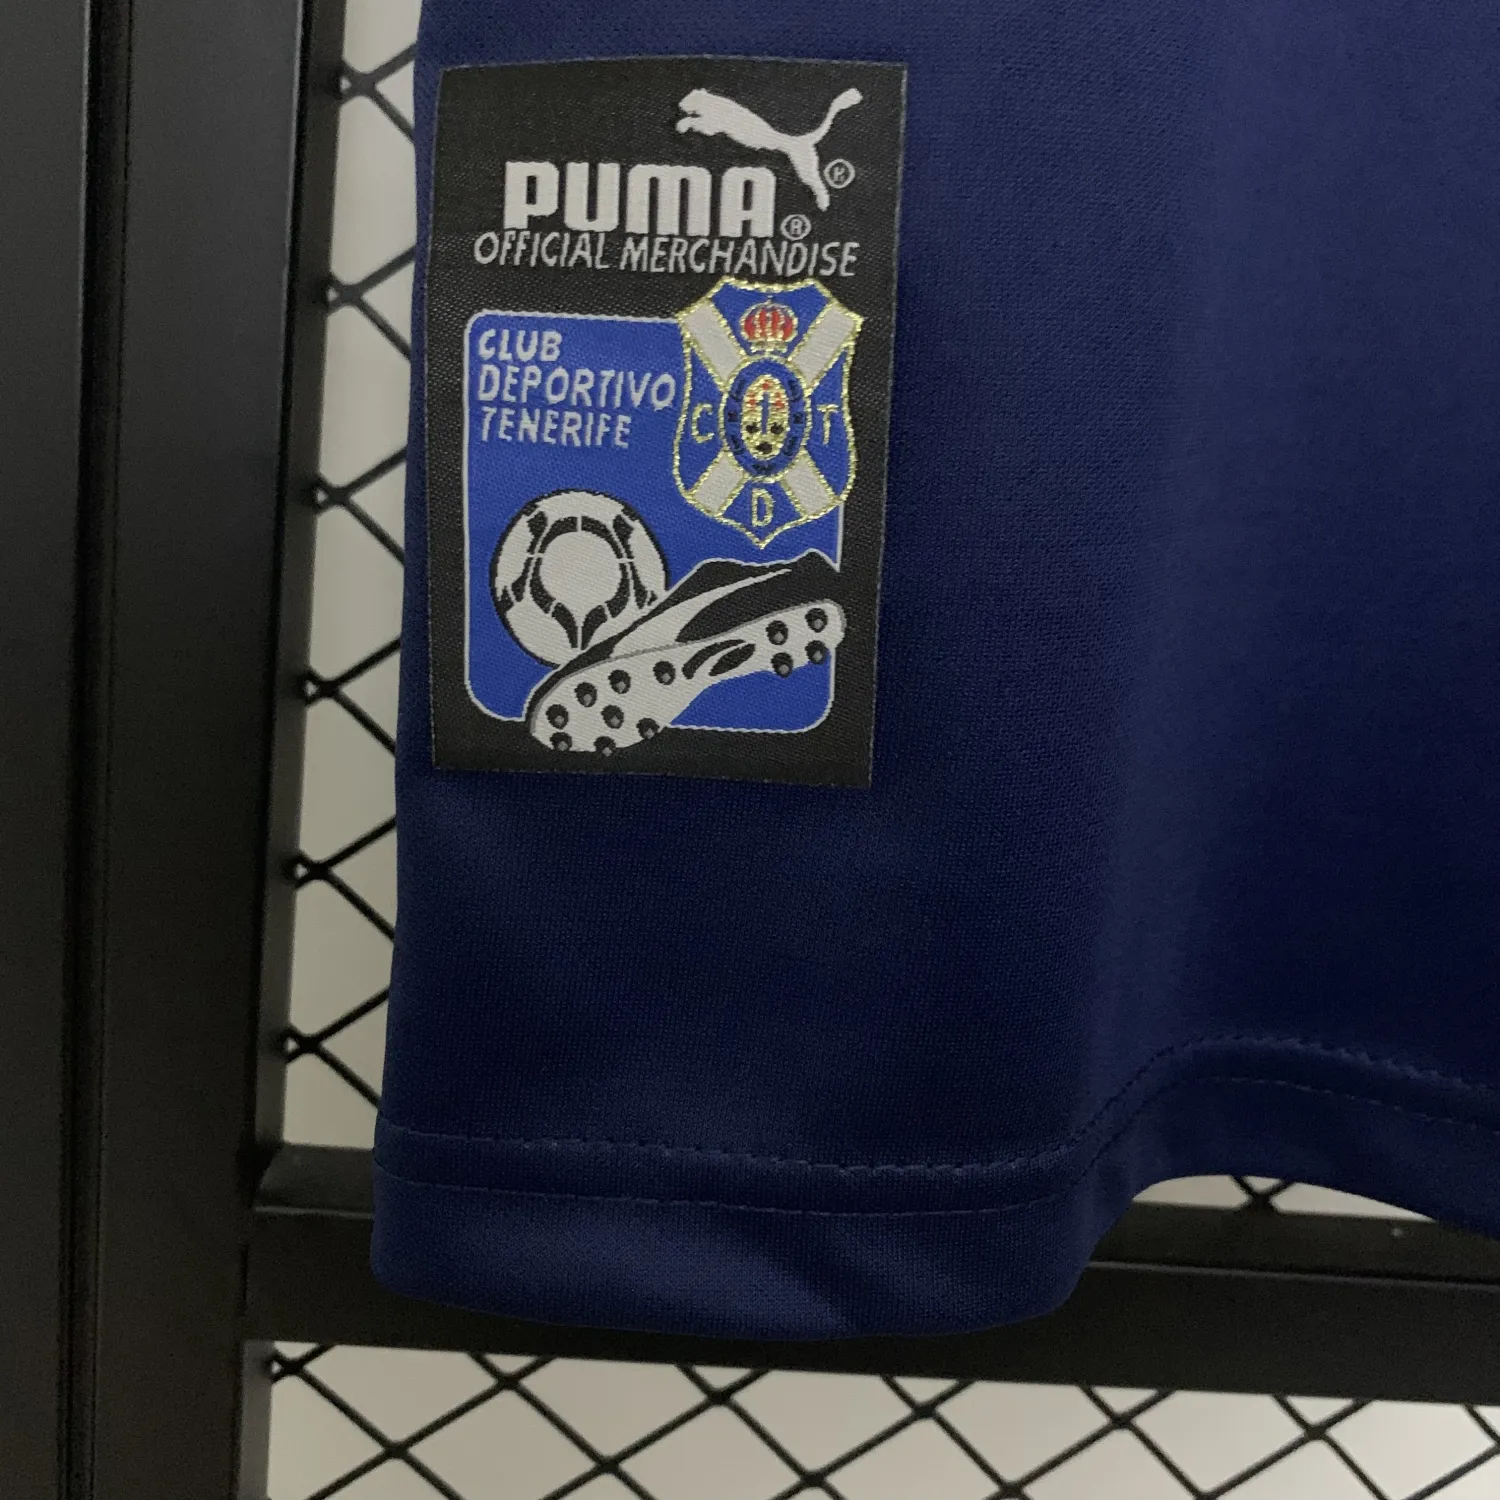 PUMA®
®
OFFICIAL MERCHANDISE
CLUB
DEPORTIVO
TENERIFE
C T
D